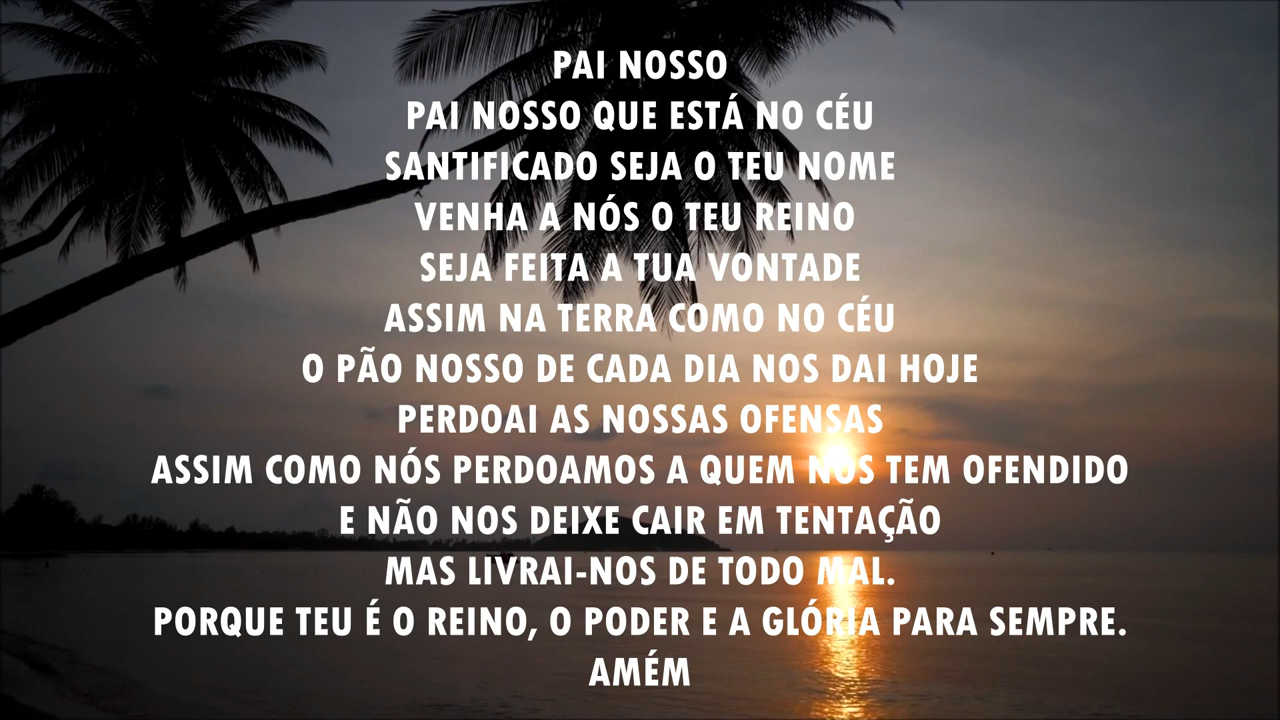 PAI NOSSO
PAI NOSSO QUE ESTÁ NO CÉU
SANTIFICADO SEJA O TEU NOME
VENHA A NÓS O TEU REINO
SEJA FEITA A TUA VONTADE
ASSIM NA TERRA COMO NO CÉU
O PÃO NOSSO DE CADA DIA NOS DAI HOJE
PERDOAI AS NOSSAS OFENSAS
ASSIM COMO NÓS PERDOAMOS A QUEM NOS TEM OFENDIDO
E NÃO NOS DEIXE CAIR EM TENTAÇÃO
MAS LIVRAI-NOS DE TODO MAL.
PORQUE TEU É O REINO, O PODER E A GLÓRIA PARA SEMPRE.
AMÉM